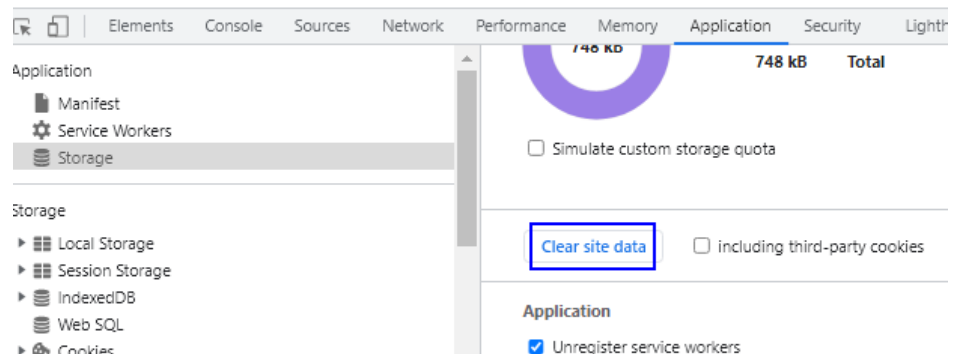 Elements Console Sources Network Performance Memory Application Security Lighth
Application
Manifest
Service Workers
Storage
Storage
Local Storage
Session Storage
IndexedDB
Web SQL
Cookies
748 kB
748 kB Total
Simulate custom storage quota
Clear site data including third-party cookies
Application
Unregister service workers